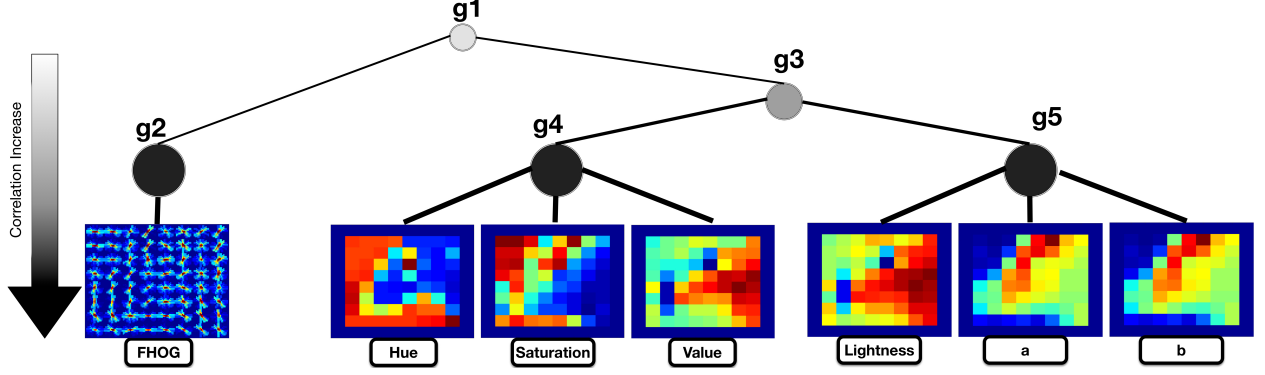 g1
g3
g2
g4
g5
Correlation Increase
FHOG
Hue
Saturation
Value
Lightness
a
b